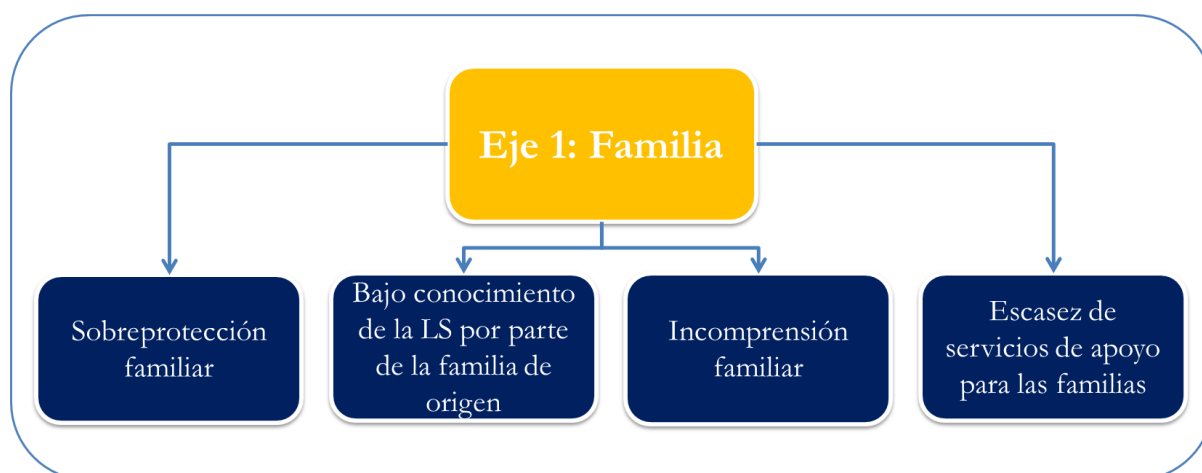 Eje 1: Familia
Sobreprotección
familiar
Bajo conocimiento
de la LS por parte
de la familia de
origen
Incomprensión
familiar
Escasez de
servicios de apoyo
para las familias